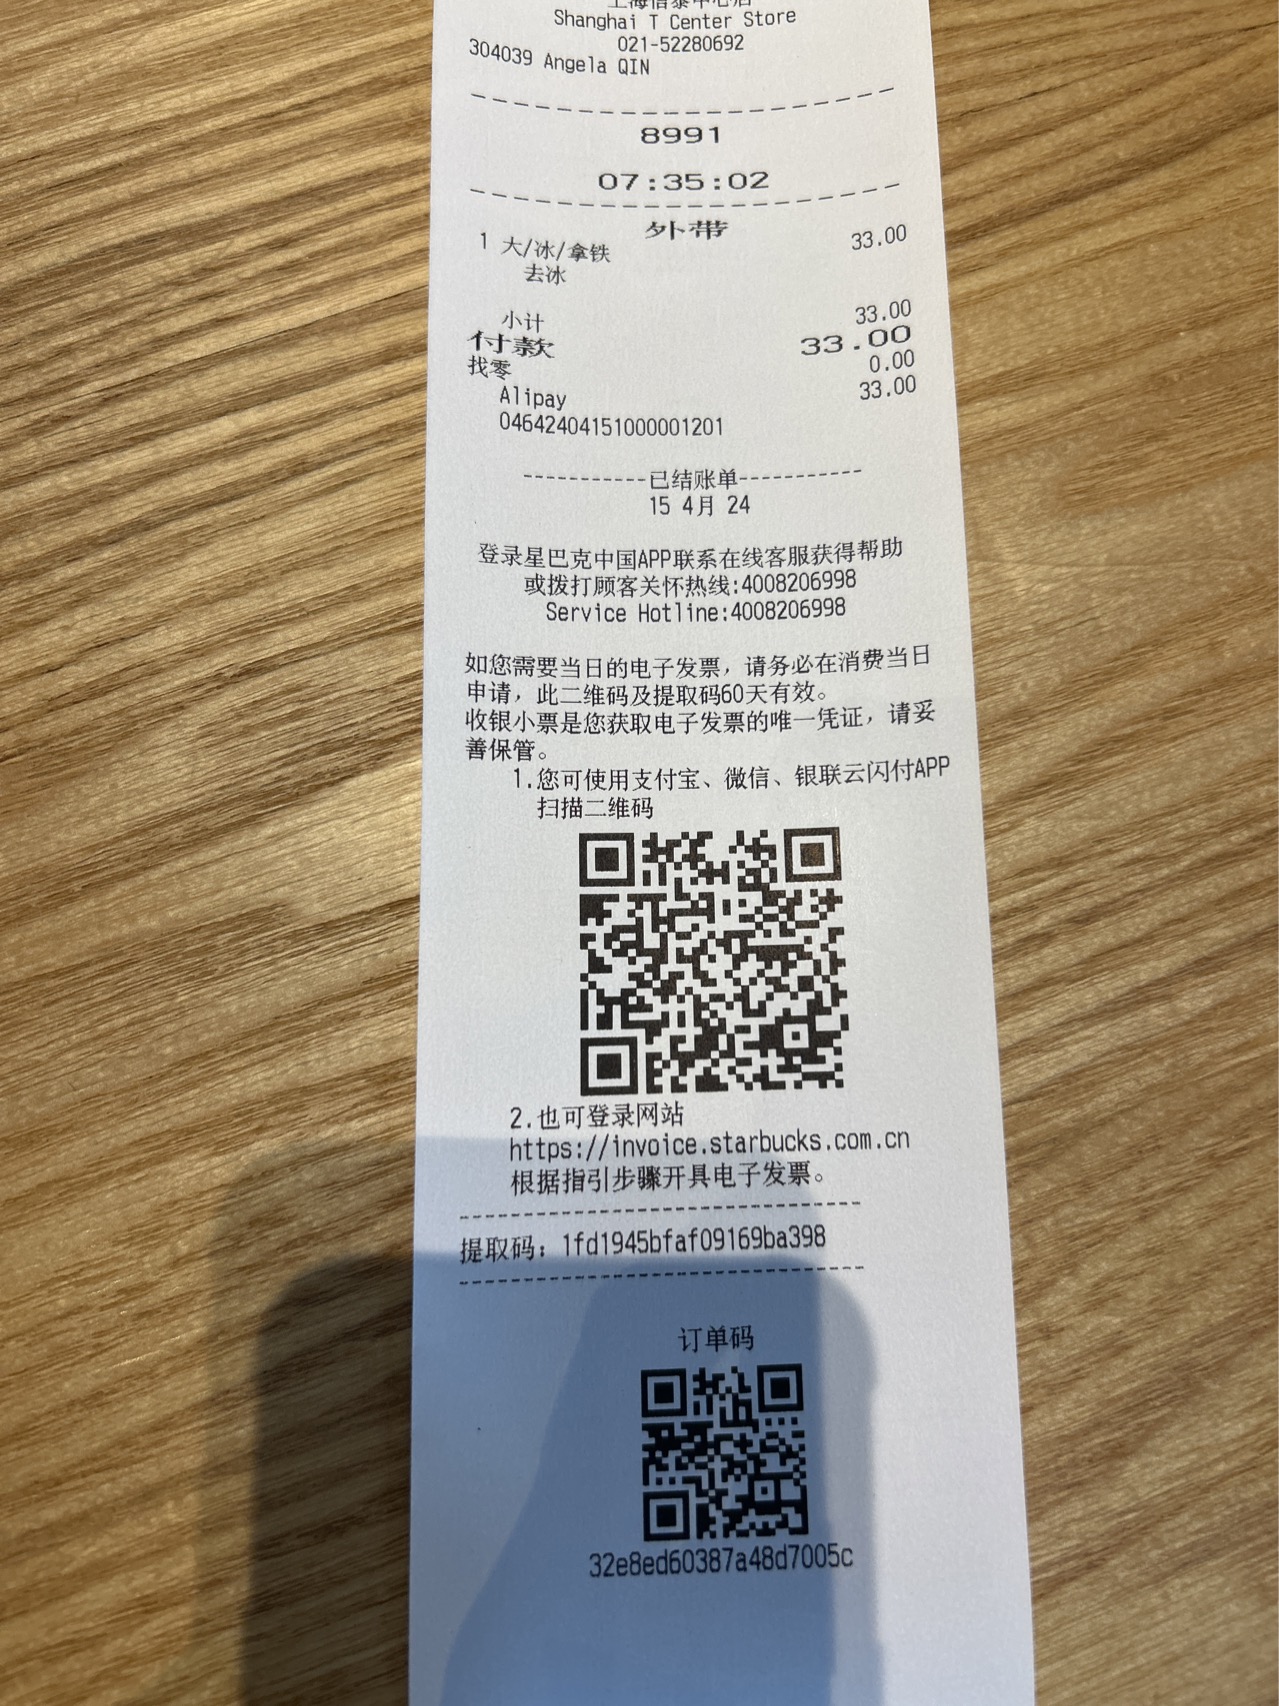 上海信泰中心店
Shanghai T Center Store
021-52280692
304039 Angela QIN
8991
07:35:02
外带
1 大/冰/拿铁 33.00
去冰
小计 33.00
付款 33.00
找零 0.00
Alipay 33.00
04642404151000001201
-----------已结账单-----------
15 4月 24
登录星巴克中国APP联系在线客服获得帮助
或拨打顾客关怀热线:4008206998
Service Hotline:4008206998
如您需要当日的电子发票，请务必在消费当日
申请，此二维码及提取码60天有效。
收银小票是您获取电子发票的唯一凭证，请妥
善保管。
1.您可使用支付宝、微信、银联云闪付APP
扫描二维码
2.也可登录网站
https://invoice.starbucks.com.cn
根据指引步骤开具电子发票。
提取码：1fd1945bfaf09169ba398
订单码
32e8ed60387a48d7005c